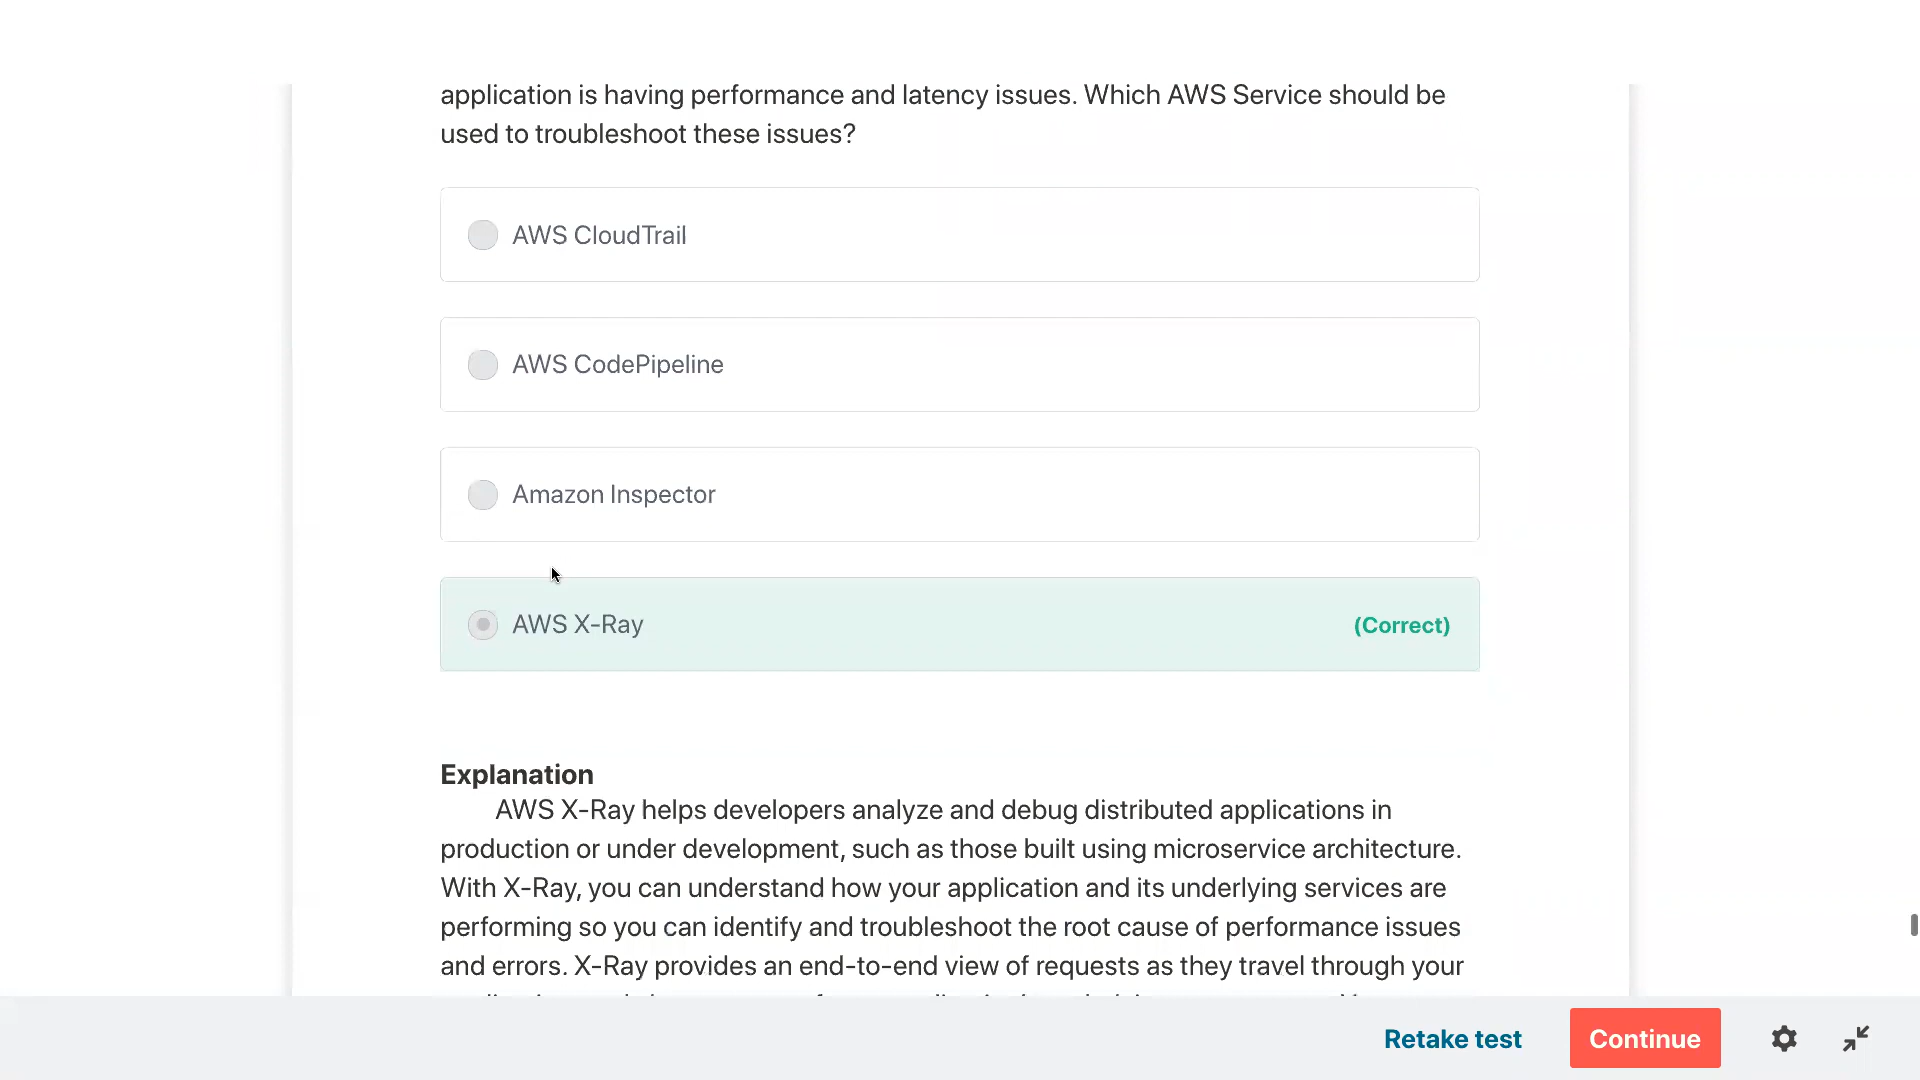 application is having performance and latency issues. Which AWS Service should be
used to troubleshoot these issues?
AWS CloudTrail
AWS CodePipeline
Amazon Inspector
AWS X-Ray
(Correct)
Explanation
AWS X-Ray helps developers analyze and debug distributed applications in
production or under development, such as those built using microservice architecture.
With X-Ray, you can understand how your application and its underlying services are
performing so you can identify and troubleshoot the root cause of performance issues
and errors. X-Ray provides an end-to-end view of requests as they travel through your
Retake test
Continue